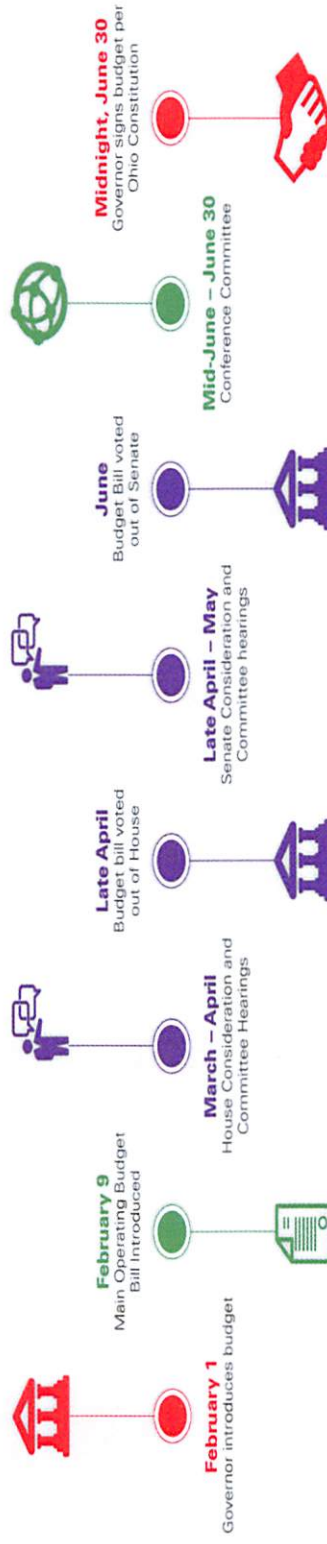 February 1
Governor introduces budget
February 9
Main Operating Budget
Bill Introduced
March – April
House Consideration and
Committee Hearings
Late April
Budget bill voted
out of House
Late April – May
Senate Consideration and
Committee hearings
June
Budget Bill voted
out of Senate
Mid-June – June 30
Conference Committee
Midnight, June 30
Governor signs budget per
Ohio Constitution